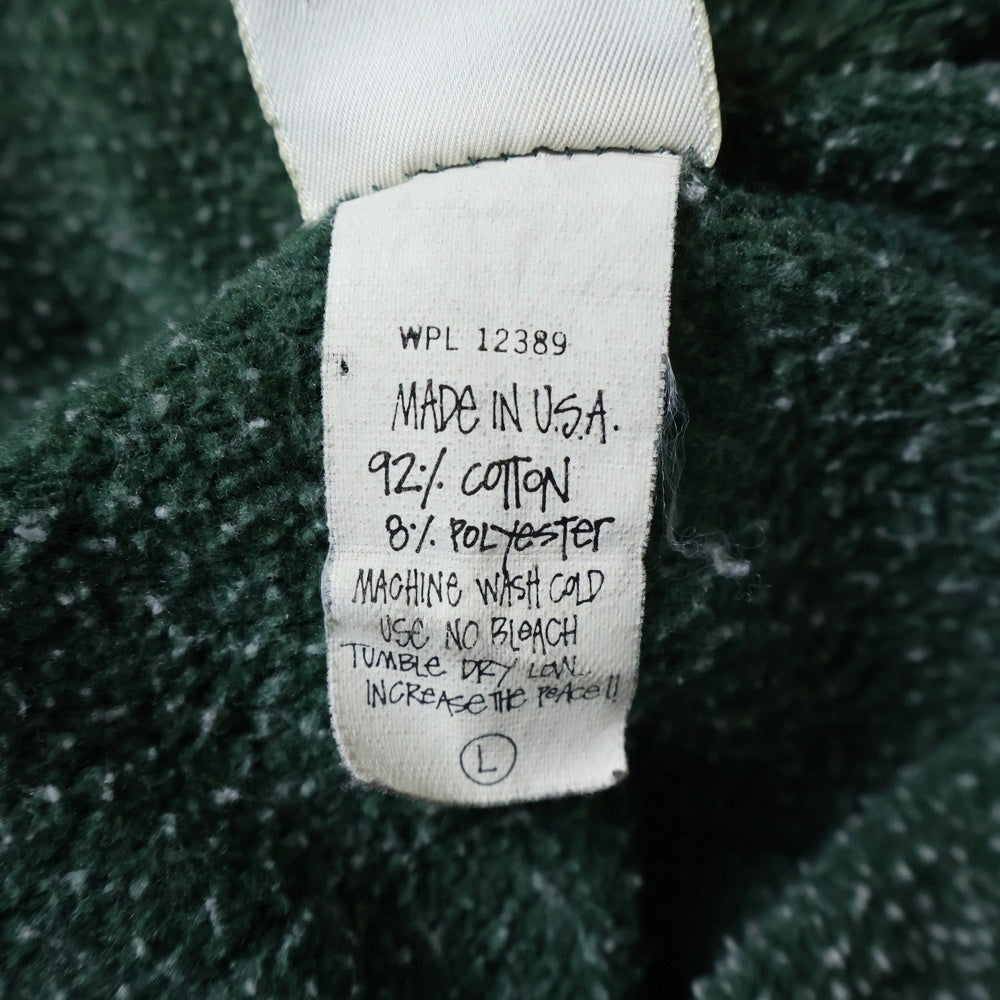 WPL 12389
MADE IN U.S.A.
92% COTTON
8% POLYESTER
MACHINE WASH COLD
USE NO BLEACH
TUMBLE DRY LOW..
INCREASE THE PEACE!!
L